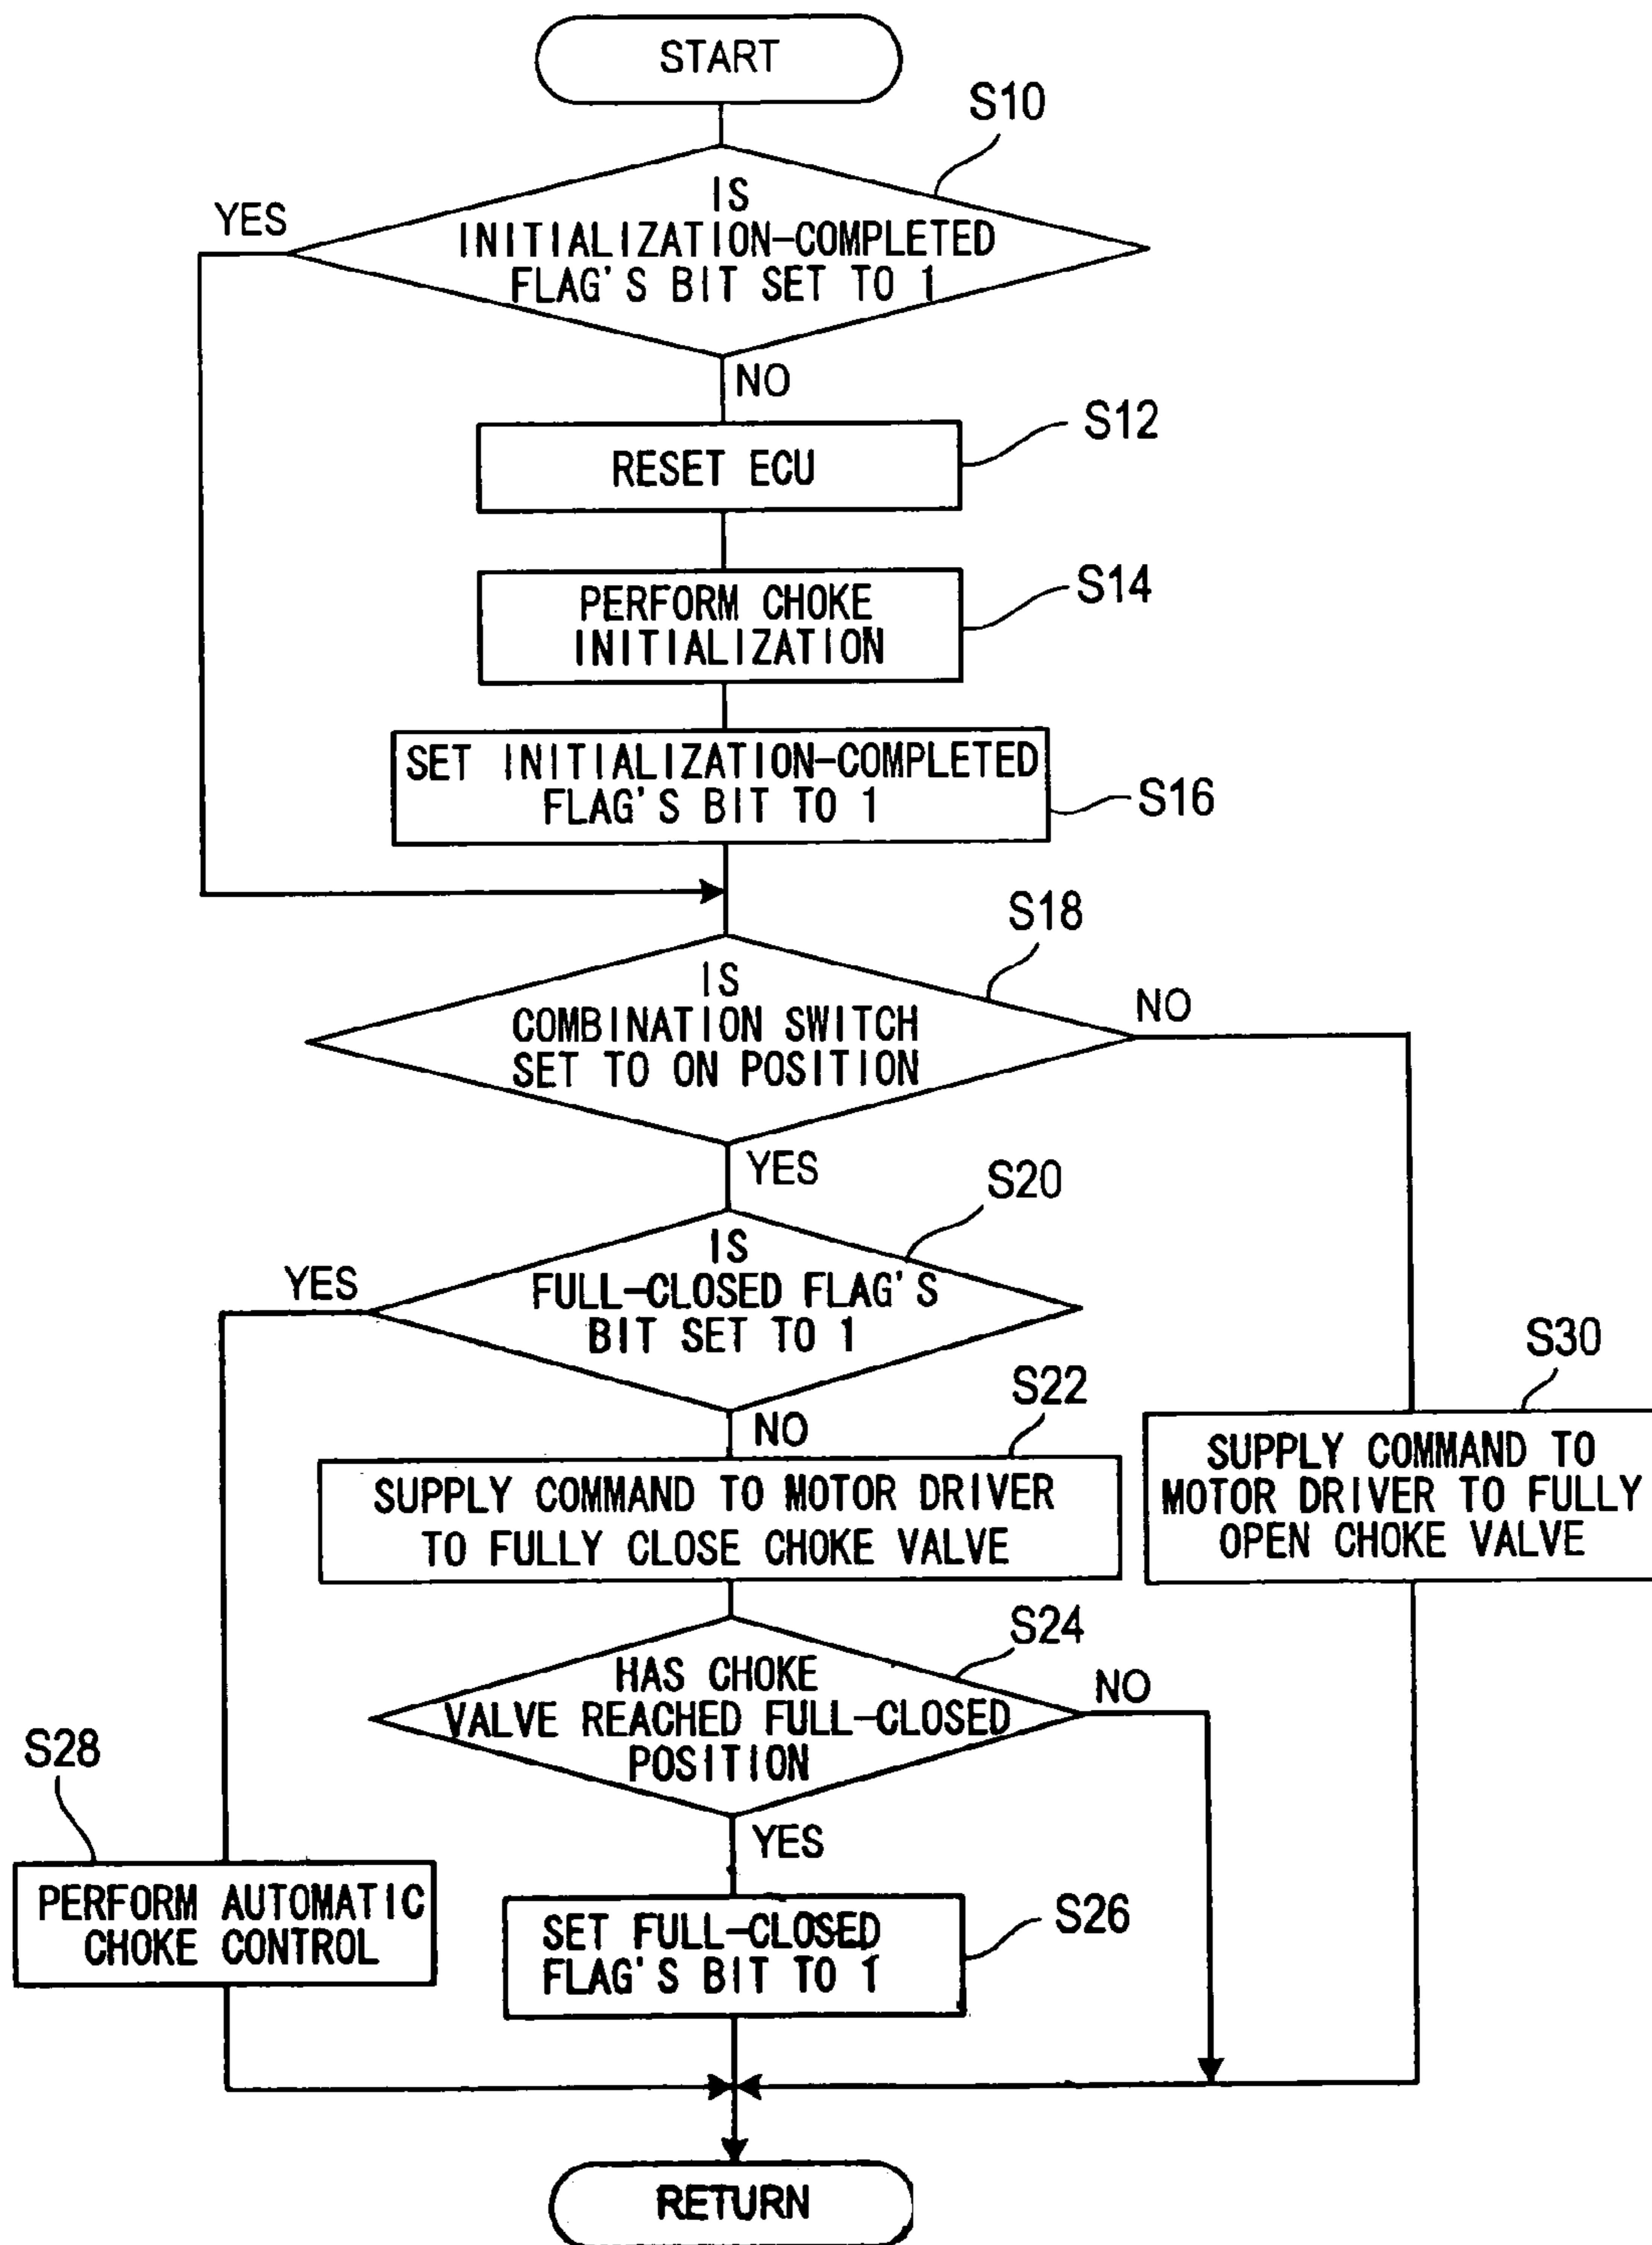 START
S10
IS
INITIALIZATION-COMPLETED
FLAG'S BIT SET TO 1
YES
NO
S12
RESET ECU
S14
PERFORM CHOKE
INITIALIZATION
SET INITIALIZATION-COMPLETED
FLAG'S BIT TO 1
S16
S18
IS
COMBINATION SWITCH
SET TO ON POSITION
NO
YES
S20
IS
FULL-CLOSED FLAG'S
BIT SET TO 1
YES
NO
S22
SUPPLY COMMAND TO MOTOR DRIVER
TO FULLY CLOSE CHOKE VALVE
S30
SUPPLY COMMAND TO
MOTOR DRIVER TO FULLY
OPEN CHOKE VALVE
S24
HAS CHOKE
VALVE REACHED FULL-CLOSED
POSITION
NO
YES
S28
PERFORM AUTOMATIC
CHOKE CONTROL
S26
SET FULL-CLOSED
FLAG'S BIT TO 1
RETURN